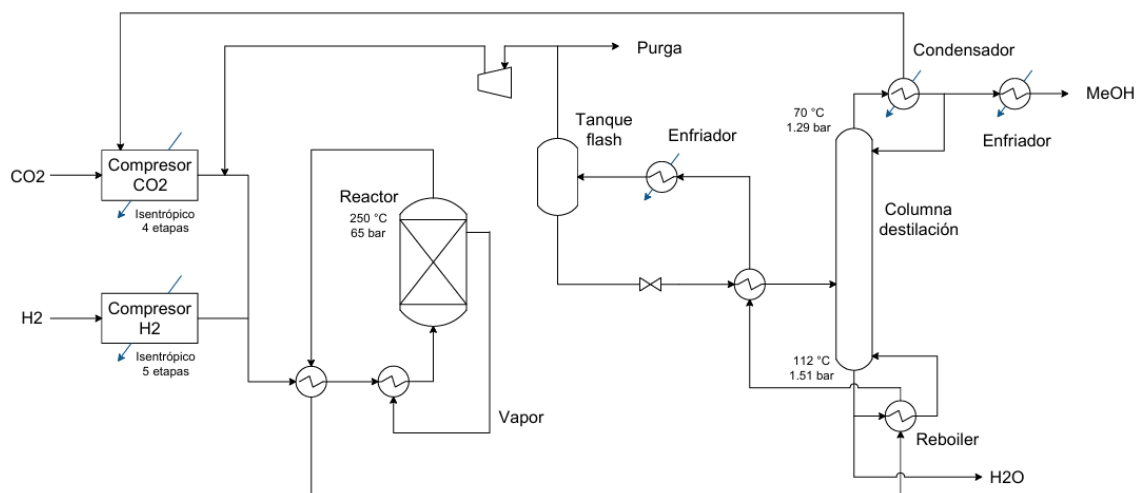 Condensador
Purga
MeOH
70 °C
1.29 bar
Tanque
flash
Enfriador
Enfriador
Compresor
CO2
CO2
Reactor
250 °C
65 bar
Isentrópico
4 etapas
Columna
destilación
Compresor
H2
H2
Isentrópico
5 etapas
112 °C
1.51 bar
Vapor
Reboiler
H2O